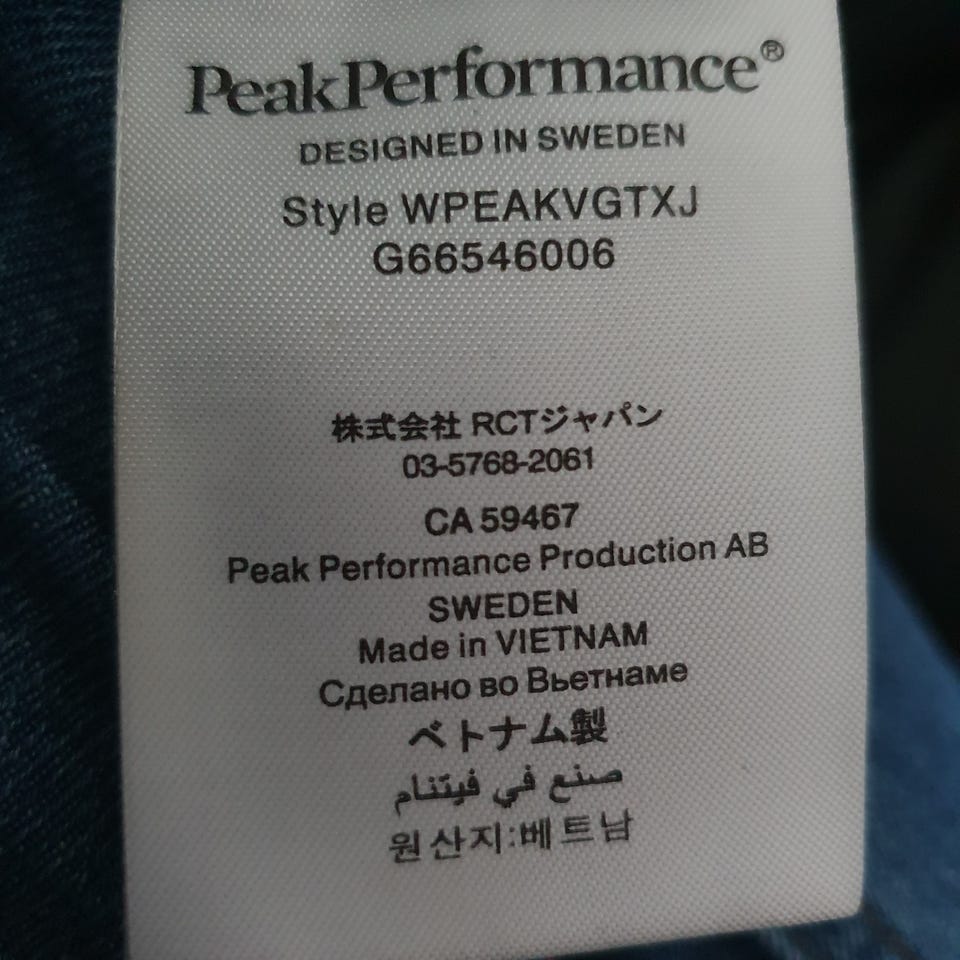 PeakPerformance®
DESIGNED IN SWEDEN
Style WPEAKVGTXJ
G66546006
株式会社 RCTジャパン
03-5768-2061
CA 59467
Peak Performance Production AB
SWEDEN
Made in VIETNAM
Сделано во Вьетнаме
ベトナム製
صنع في فيتنام
원산지:베트남